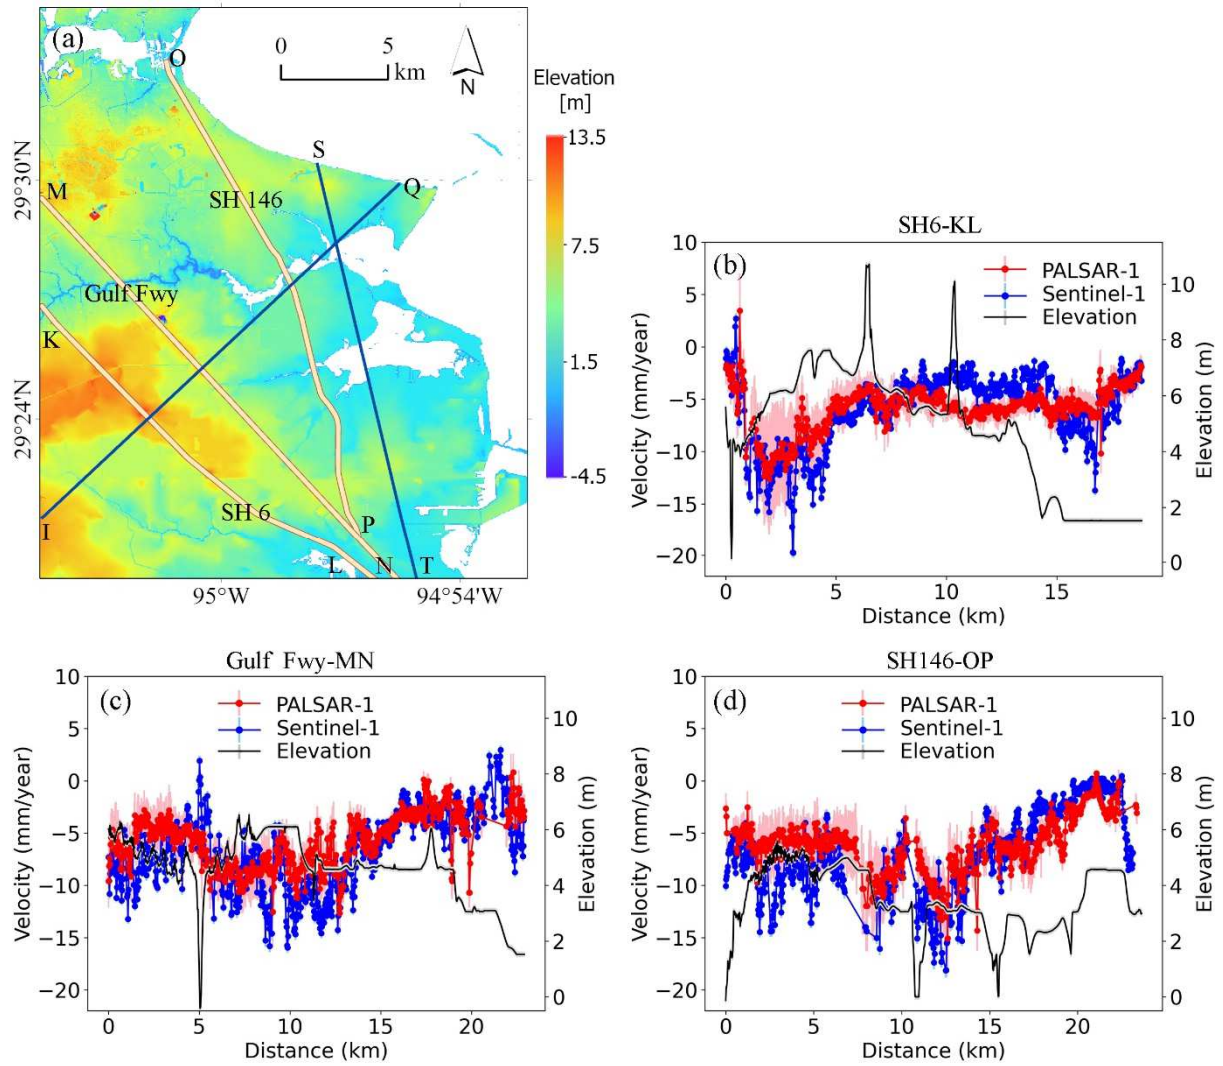 (a)
O
0 5
km
N
Elevation
[m]
13.5
7.5
1.5
-4.5
29°30'N
29°24'N
S
Q
M
SH 146
Gulf Fwy
K
I
SH 6
P
L
N
T
95°W
94°54'W
SH6-KL
(b)
PALSAR-1
Sentinel-1
Elevation
10
5
0
−5
−10
−15
−20
Velocity (mm/year)
10
8
6
4
2
0
Elevation (m)
0 5 10 15
Distance (km)
Gulf Fwy-MN
(c)
PALSAR-1
Sentinel-1
Elevation
10
5
0
−5
−10
−15
−20
Velocity (mm/year)
10
8
6
4
2
0
Elevation (m)
0 5 10 15 20
Distance (km)
SH146-OP
(d)
PALSAR-1
Sentinel-1
Elevation
10
5
0
−5
−10
−15
−20
Velocity (mm/year)
10
8
6
4
2
0
Elevation (m)
0 5 10 15 20
Distance (km)